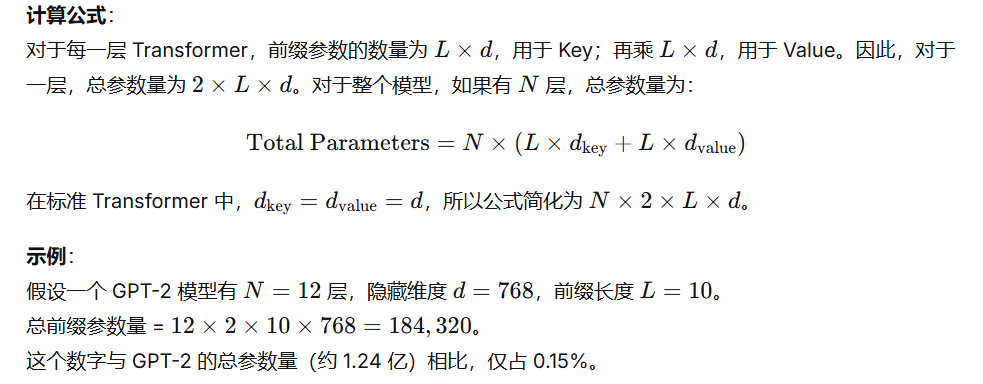 计算公式：
对于每一层 Transformer，前缀参数的数量为 L × d，用于 Key；再乘 L × d，用于 Value。因此，对于
一层，总参数量为 2 × L × d。对于整个模型，如果有 N 层，总参数量为：
Total Parameters = N × (L × d_key + L × d_value)
在标准 Transformer 中，d_key = d_value = d，所以公式简化为 N × 2 × L × d。
示例：
假设一个 GPT-2 模型有 N = 12 层，隐藏维度 d = 768，前缀长度 L = 10。
总前缀参数量 = 12 × 2 × 10 × 768 = 184,320。
这个数字与 GPT-2 的总参数量（约 1.24 亿）相比，仅占 0.15%。